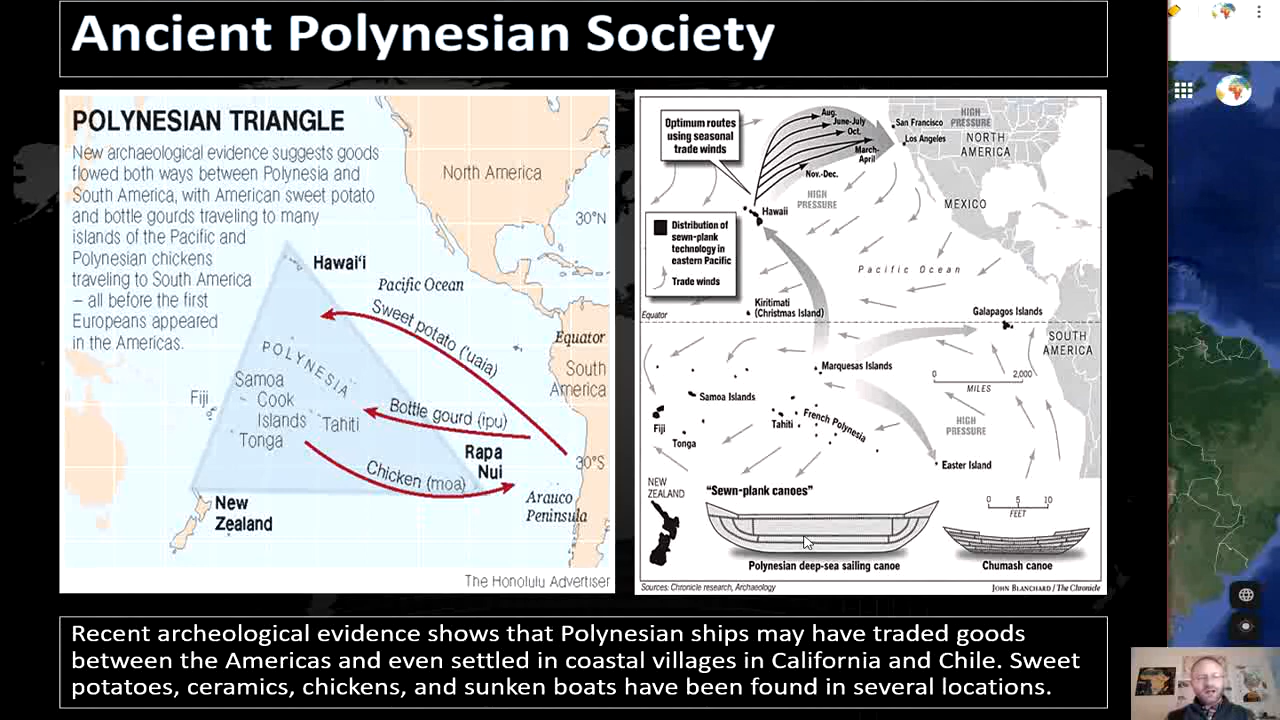 Ancient Polynesian Society
POLYNESIAN TRIANGLE
New archaeological evidence suggests goods
flowed both ways between Polynesia and
South America, with American sweet potato
and bottle gourds traveling to many
islands of the Pacific and
Polynesian chickens
traveling to South America
– all before the first
Europeans appeared
in the Americas.
North America
30°N
Hawai‘i
Pacific Ocean
Sweet potato (‘uala)
Equator
South
America
POLYNESIA
Samoa
Fiji
Cook
Islands
Tahiti
Tonga
Bottle gourd (ipu)
Rapa
Nui
30°S
Chicken (moa)
Arauco
Peninsula
New
Zealand
The Honolulu Advertiser
Optimum routes
using seasonal
trade winds
Aug.
June-July
Oct.
March-
April
Nov.-Dec.
San Francisco
Los Angeles
HIGH
PRESSURE
NORTH
AMERICA
HIGH
PRESSURE
MEXICO
Hawaii
Distribution of
sewn-plank
technology in
eastern Pacific
Trade winds
Pacific Ocean
Kiritimati
(Christmas Island)
Equator
Galapagos Islands
SOUTH
AMERICA
Marquesas Islands
0 2,000
MILES
Samoa Islands
Fiji
Tonga
Tahiti
French Polynesia
HIGH
PRESSURE
Easter Island
NEW
ZEALAND
"Sewn-plank canoes"
0 5 10
FEET
Polynesian deep-sea sailing canoe
Chumash canoe
Sources: Chronicle research, Archaeology
JOHN BLANCHARD / The Chronicle
Recent archeological evidence shows that Polynesian ships may have traded goods
between the Americas and even settled in coastal villages in California and Chile. Sweet
potatoes, ceramics, chickens, and sunken boats have been found in several locations.